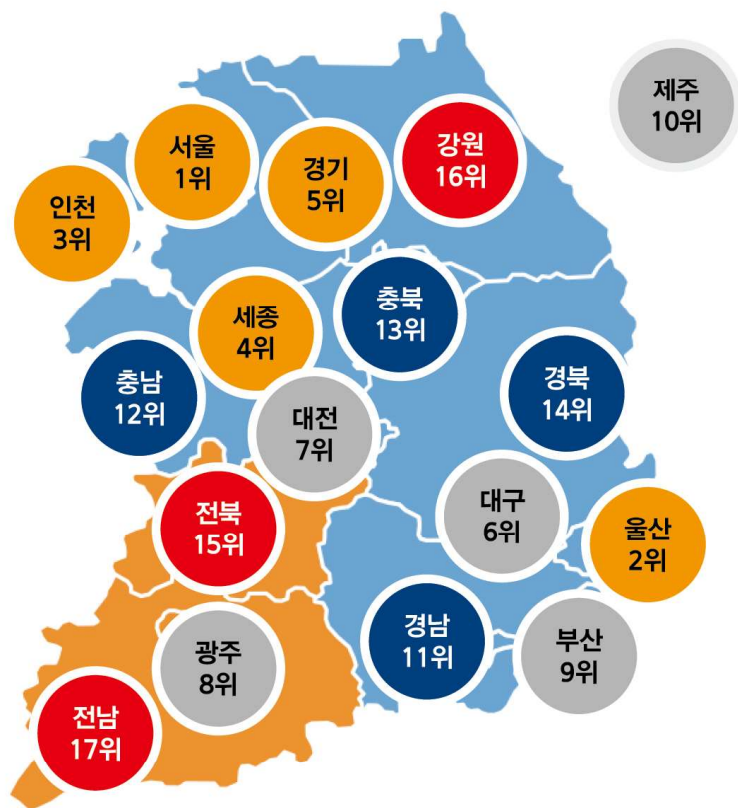 제주
10위
서울
1위
경기
5위
강원
16위
인천
3위
세종
4위
충북
13위
충남
12위
경북
14위
대전
7위
전북
15위
대구
6위
울산
2위
광주
8위
경남
11위
부산
9위
전남
17위